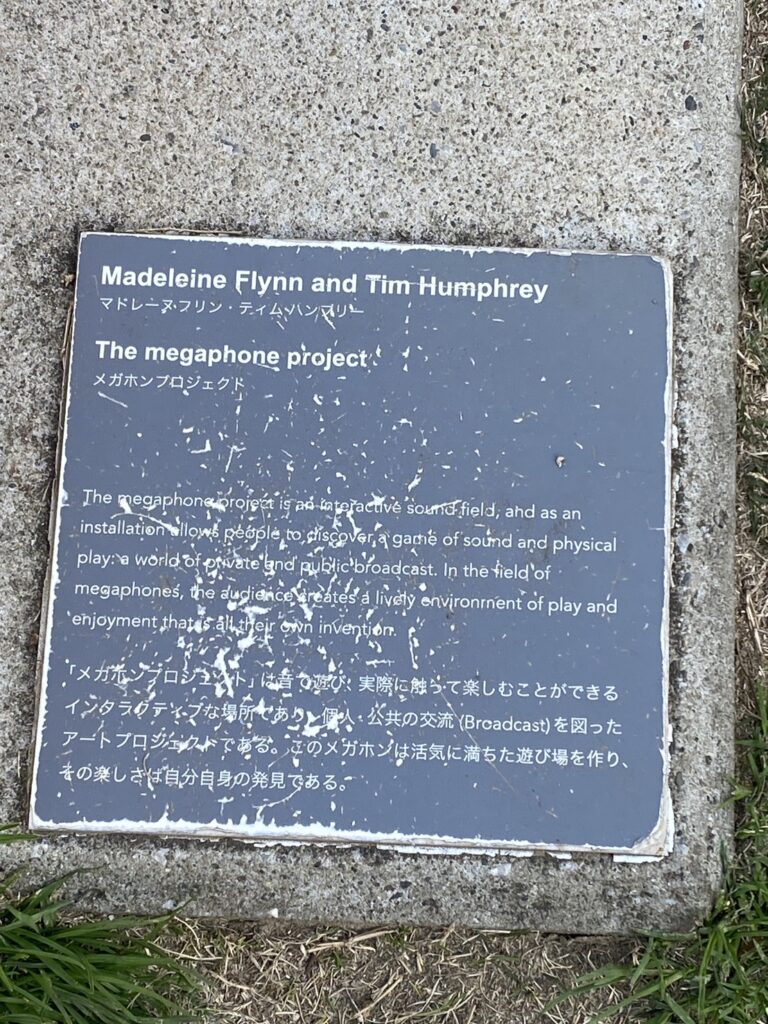 Madeleine Flynn and Tim Humphrey
マドレーヌ・フリン・ティム・ハンフリー
The megaphone project
メガホンプロジェクト
The megaphone project is an interactive sound field, and as an
installation allows people to discover a game of sound and physical
play: a world of private and public broadcast. In the field of
megaphones, the audience creates a lively environment of play and
enjoyment that is all their own invention.
「メガホンプロジェクト」は音で遊び、実際に触って楽しむことができる
インタラクティブな場所であり、個人・公共の交流(Broadcast)を図った
アートプロジェクトである。このメガホンは活気に満ちた遊び場を作り、
その楽しさは自分自身の発見である。